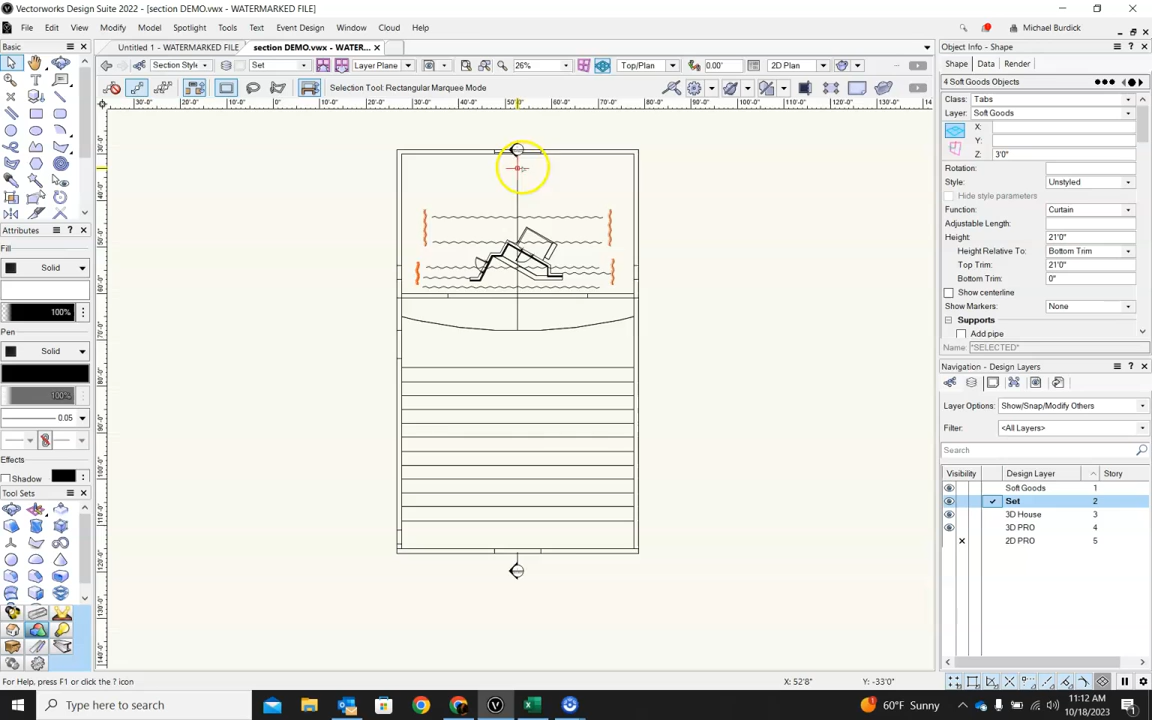 Vectorworks Design Suite 2022 - [section DEMO.vwx - WATERMARKED FILE]
File Edit Modify Model Spotlight Tools Text Event Design Window Cloud Help
Michael Burdick
Basic
Untitled 1 - WATERMARKED FILE
section DEMO.vwx - WATER...
Section Style
Set
Layer Plane
26%
Top/Plan
0.00°
2D Plan
Selection Tool: Rectangular Marquee Mode
Attributes
Fill
Solid
100%
Pen
Solid
100%
0.05
Effects
Shadow
Tool Sets
Object Info - Shape
Shape Data Render
4 Soft Goods Objects
Class: Tabs
Layer: Soft Goods
X:
Y:
Z: 3'0"
Rotation:
Style: Unstyled
Hide style parameters
Function: Curtain
Adjustable Length:
Height: 21'0"
Height Relative To: Bottom Trim
Top Trim: 21'0"
Bottom Trim: 0"
Show centerline
Show Markers: None
Supports
Add pipe
Name: *SELECTED*
Navigation - Design Layers
Layer Options: Show/Snap/Modify Others
Filter: <All Layers>
Search
Visibility Design Layer # Story
Soft Goods 1
Set 2
3D House 3
3D PRO 4
2D PRO 5
For Help, press F1 or click the ? icon
X: 52'8" Y: -33'0"
Type here to search
60°F Sunny
11:12 AM
10/18/2023